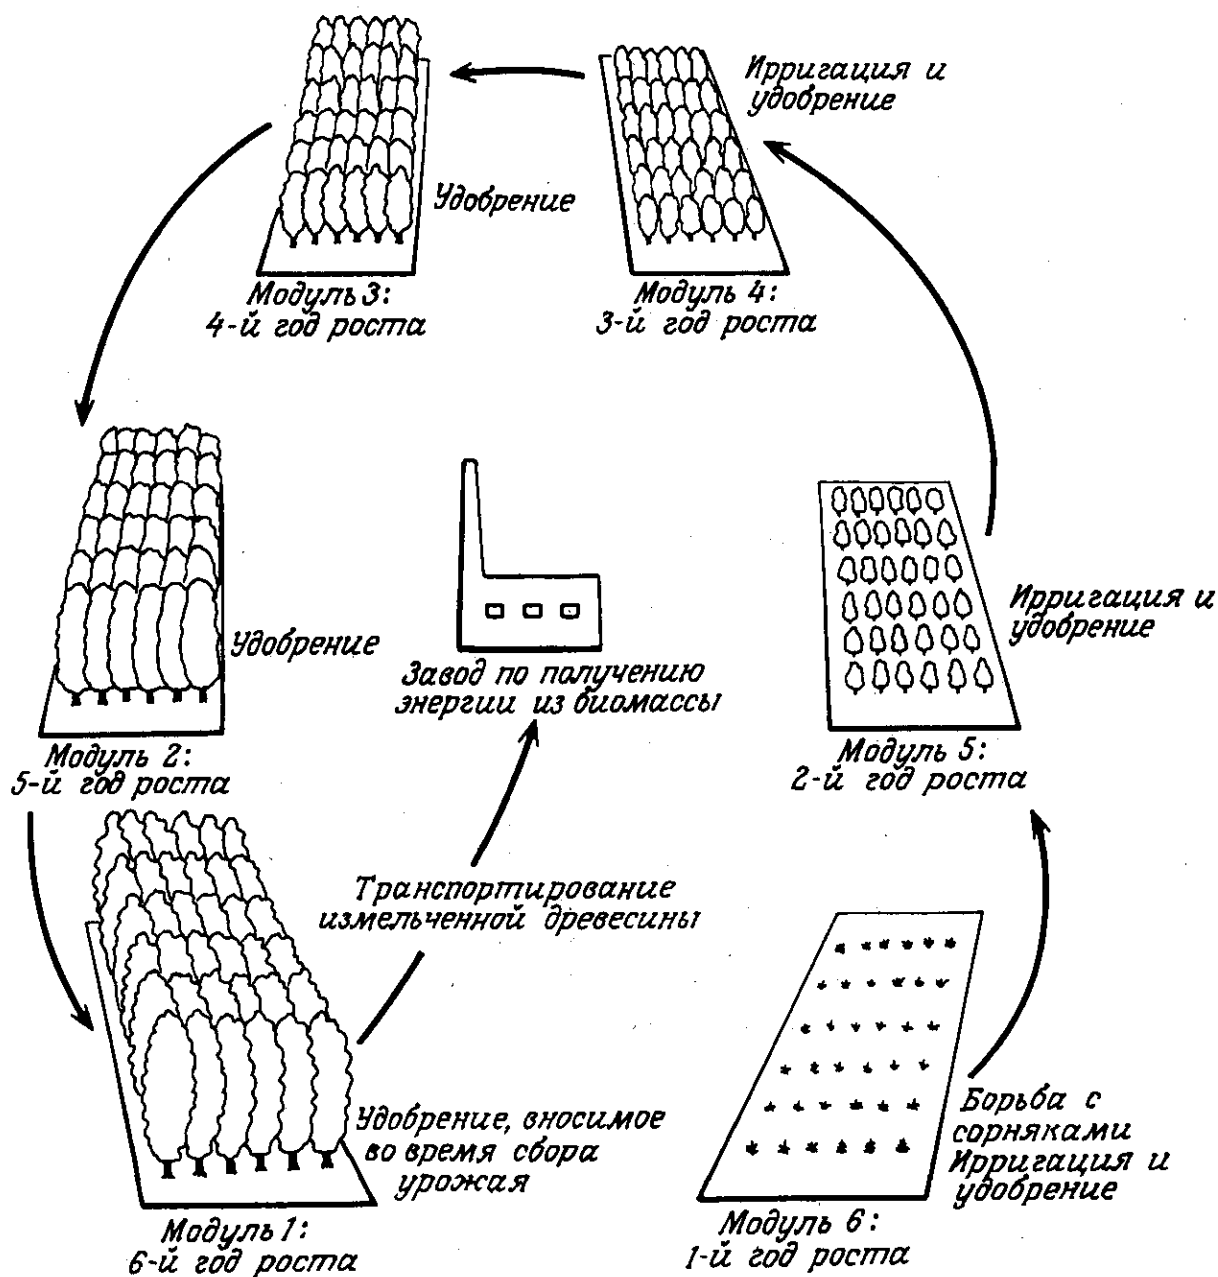 Ирригация и
удобрение
Удобрение
Модуль 3:
4-й год роста
Модуль 4:
3-й год роста
Удобрение
Завод по получению
энергии из биомассы
Ирригация и
удобрение
Модуль 2:
5-й год роста
Модуль 5:
2-й год роста
Транспортирование
измельченной древесины
Удобрение, вносимое
во время сбора
урожая
Борьба с
сорняками
Ирригация и
удобрение
Модуль 1:
6-й год роста
Модуль 6:
1-й год роста